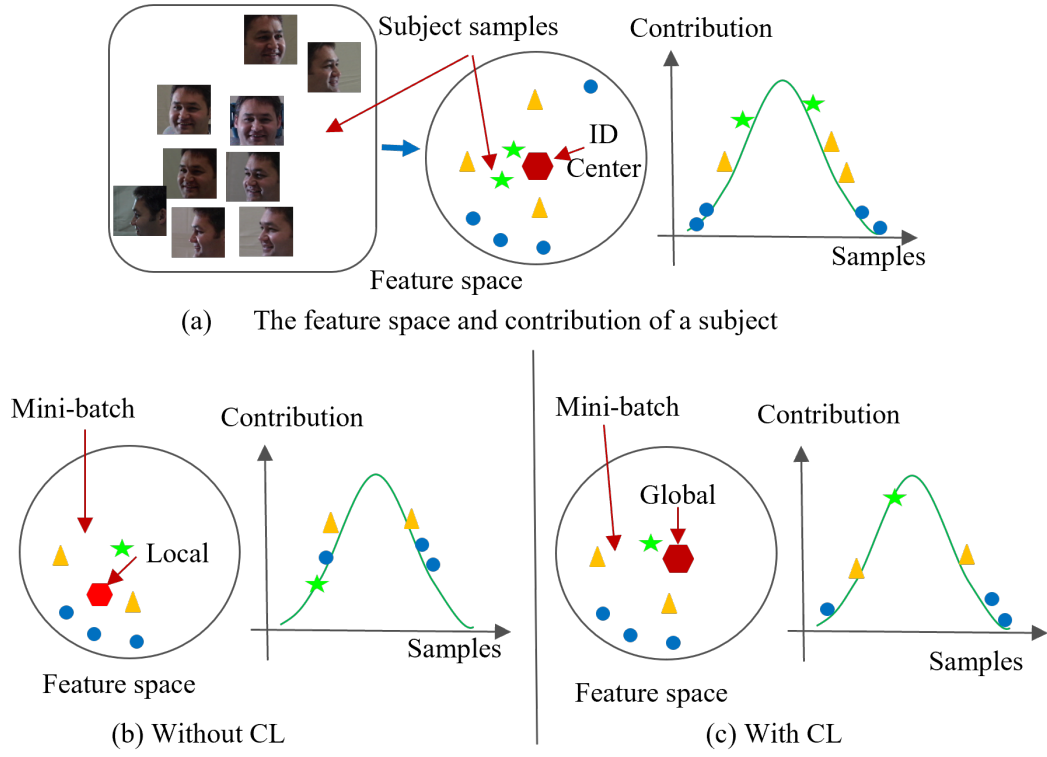 Subject samples
Contribution
ID
Center
Samples
Feature space
(a) The feature space and contribution of a subject
Mini-batch
Contribution
Local
Samples
Feature space
(b) Without CL
Mini-batch
Contribution
Global
Samples
Feature space
(c) With CL